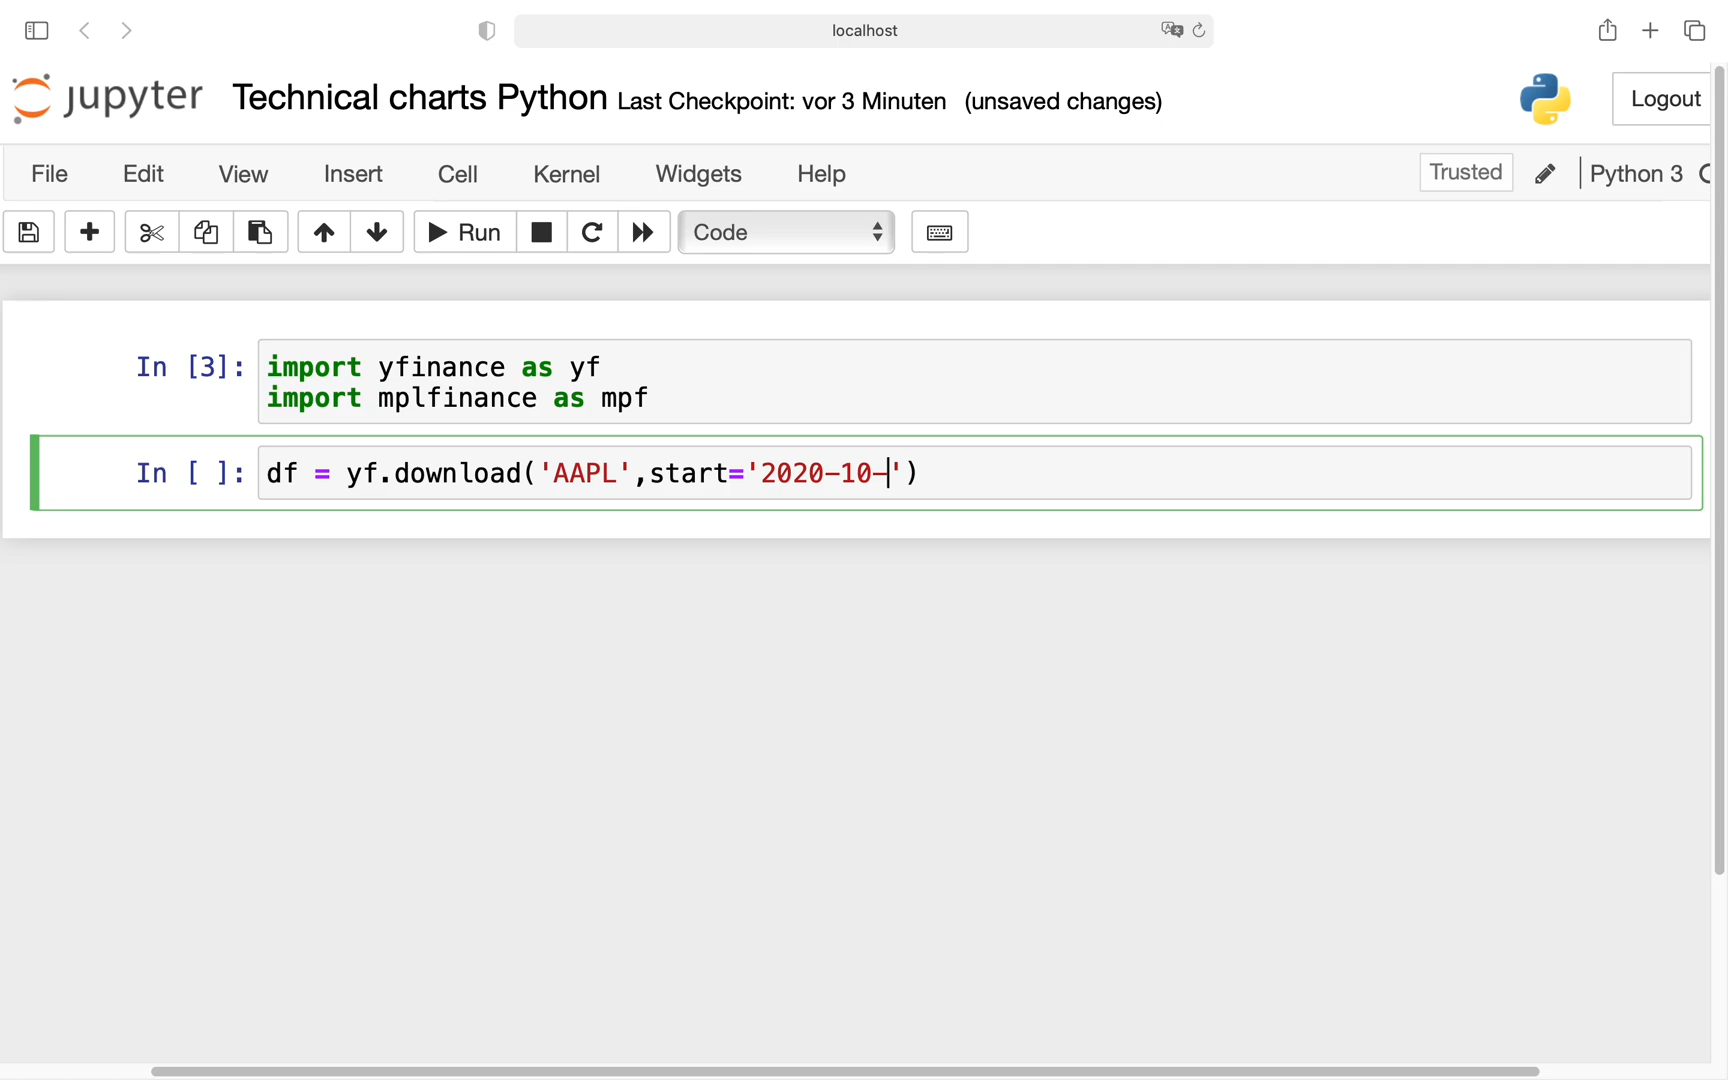 localhost
jupyter Technical charts Python Last Checkpoint: vor 3 Minuten (unsaved changes) Logout
File Edit View Insert Cell Kernel Widgets Help Trusted Python 3
Run Code
In [3]: import yfinance as yf
import mplfinance as mpf
In [ ]: df = yf.download('AAPL',start='2020-10-')